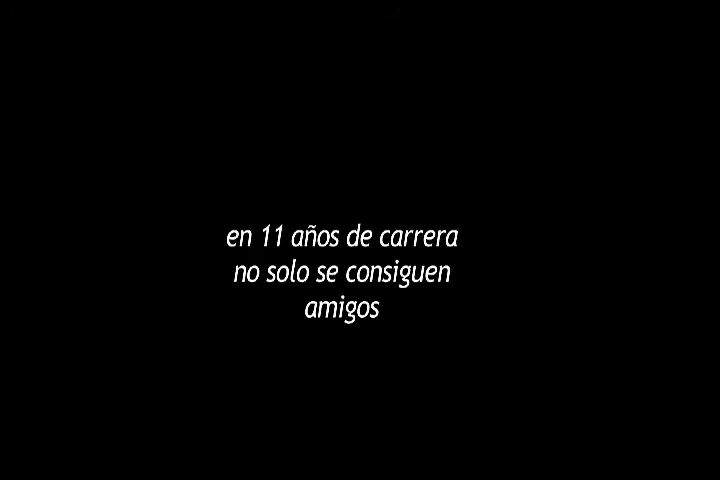 en 11 años de carrera
no solo se consiguen
amigos